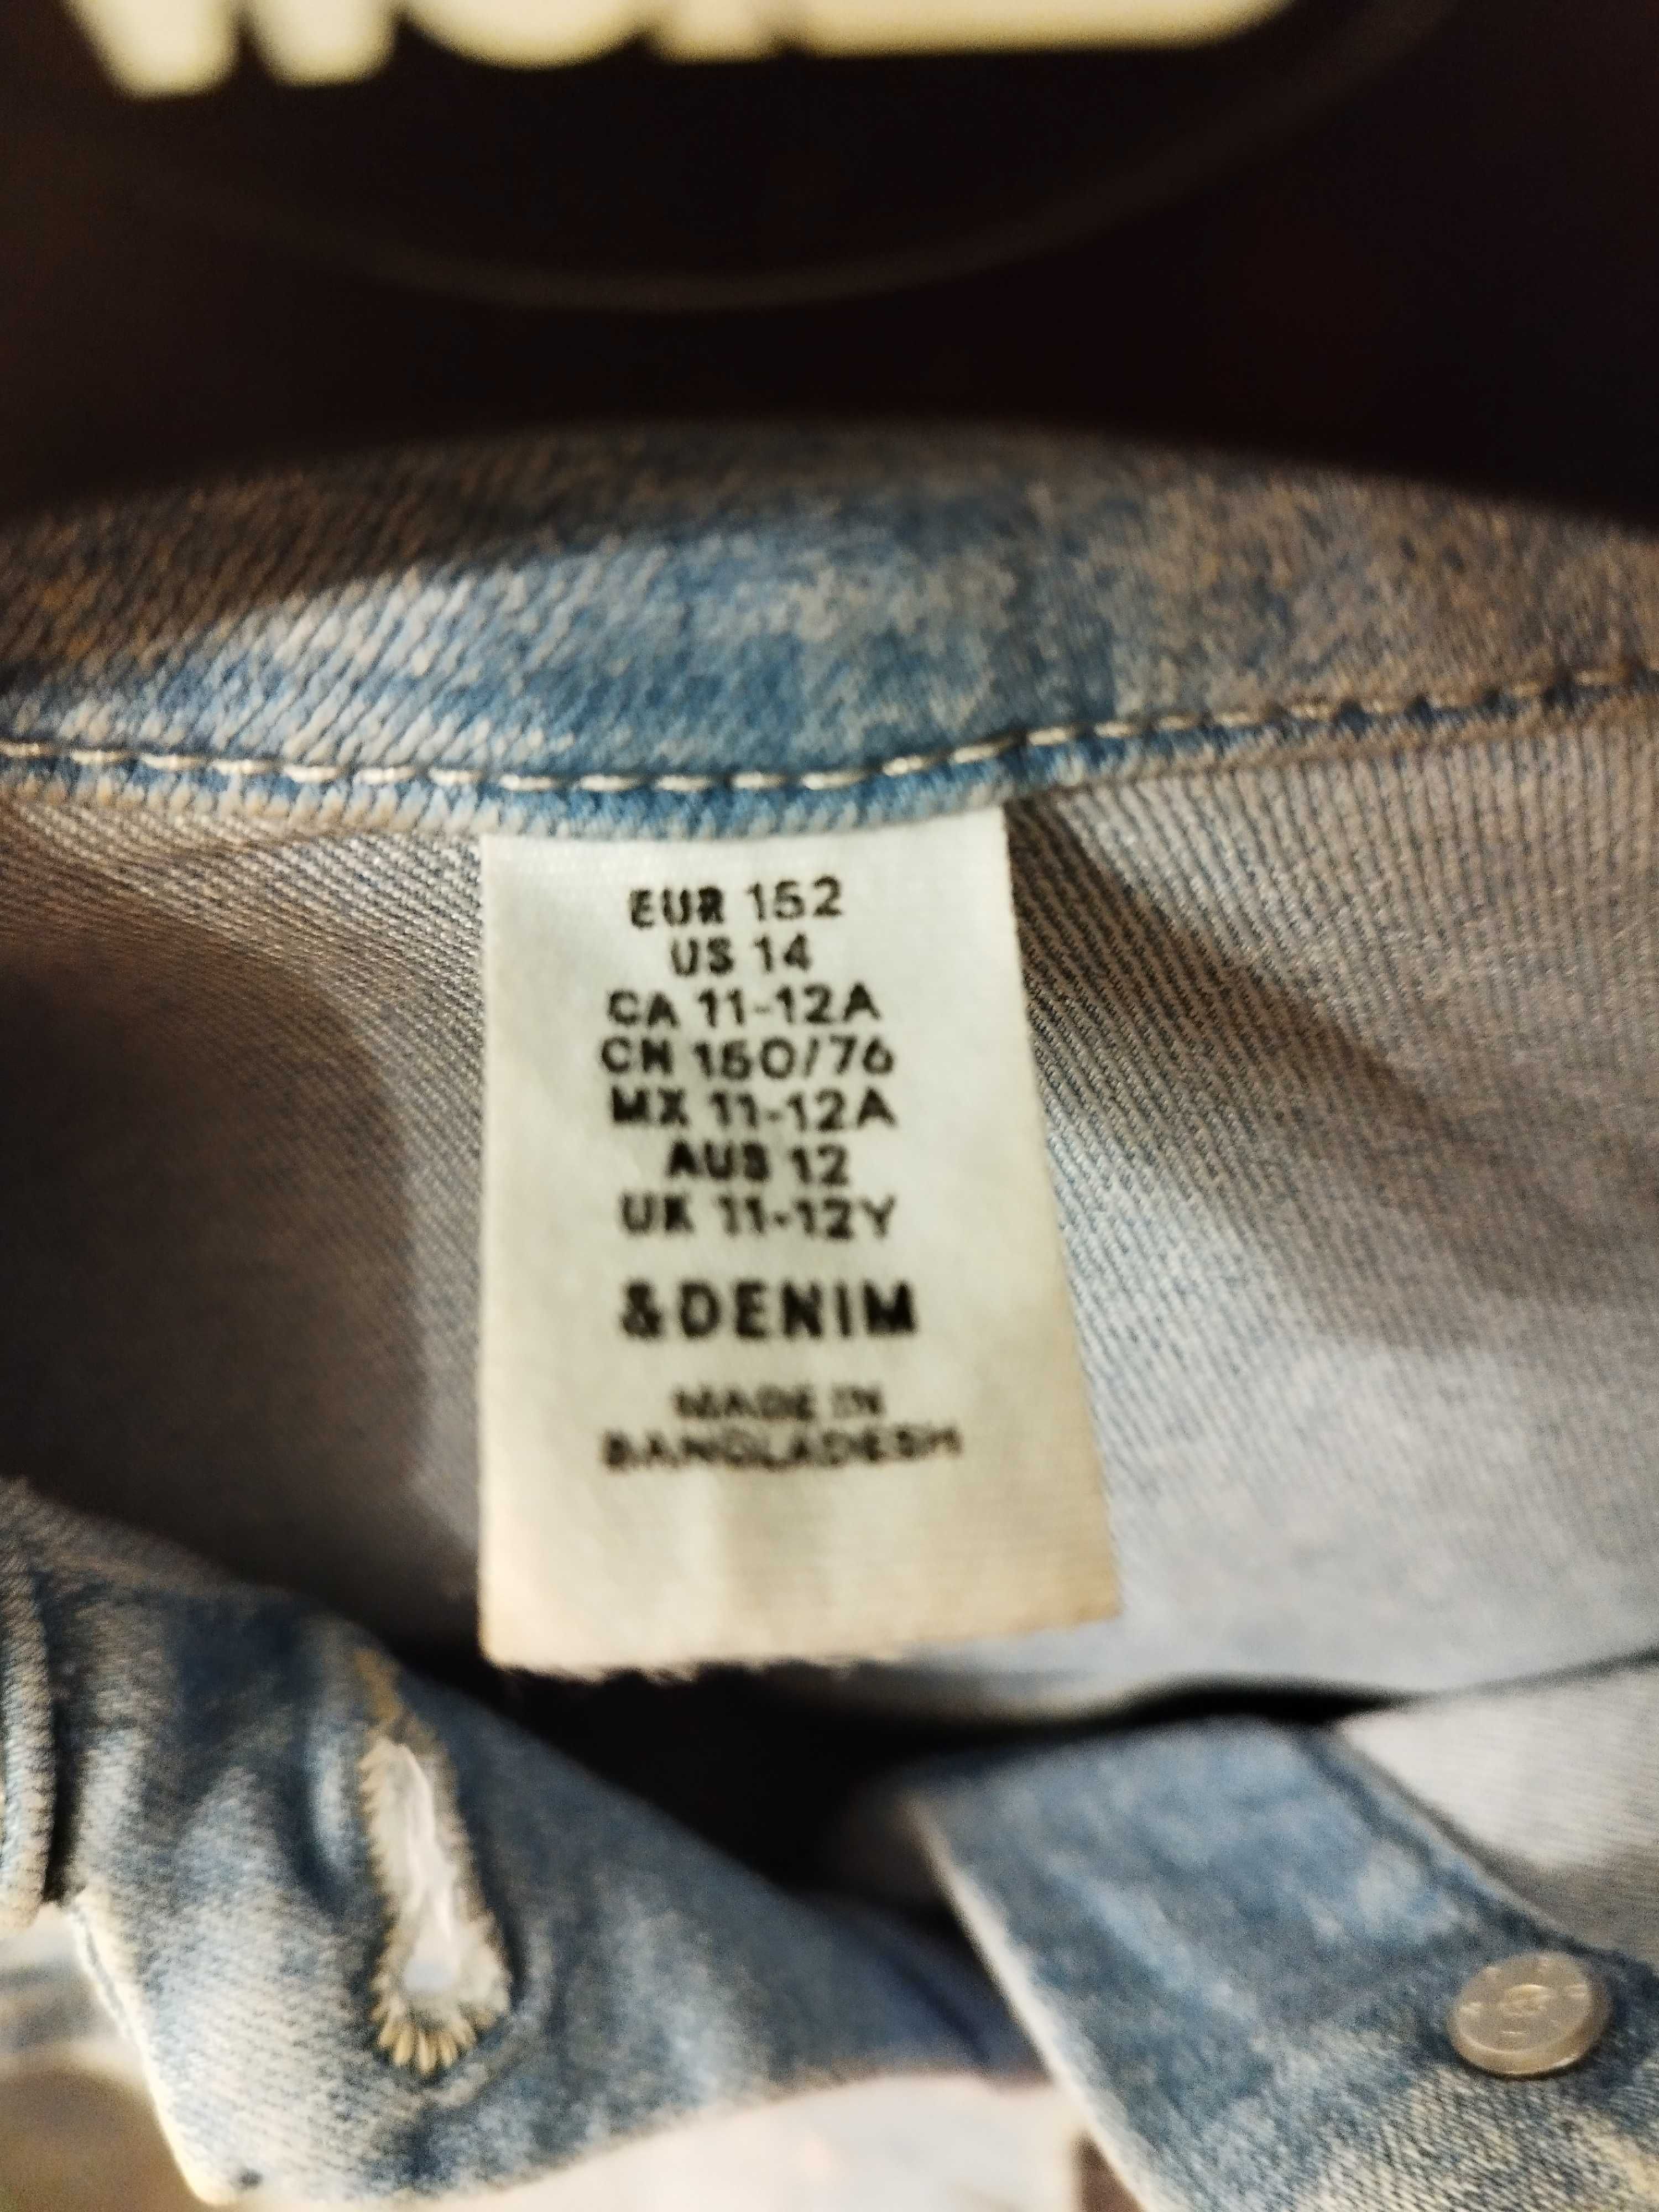 EUR 152
US 14
CA 11-12A
CN 150/76
MX 11-12A
AUS 12
UK 11-12Y
&DENIM
MADE IN
BANGLADESH